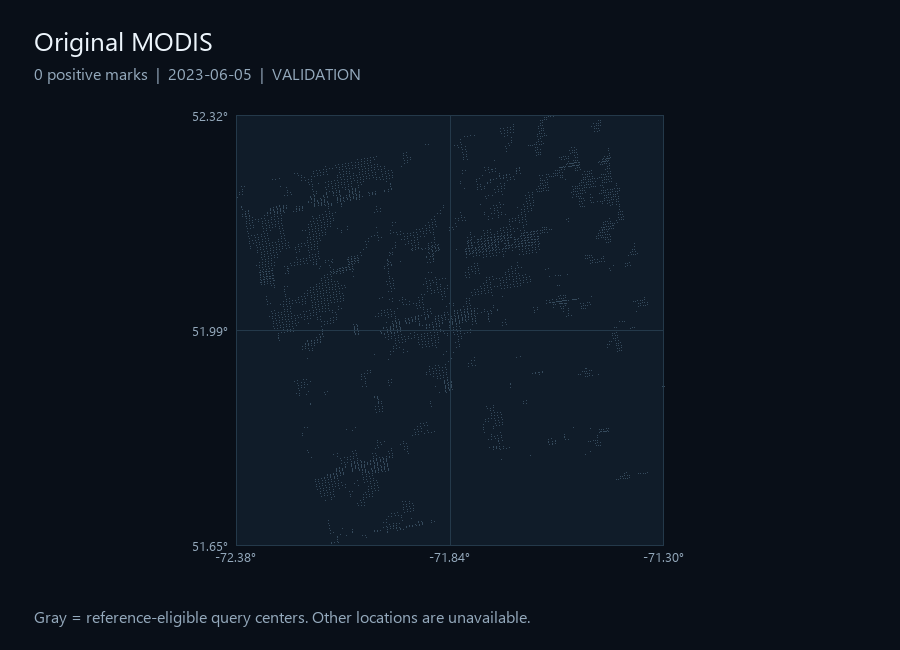 Original MODIS
0 positive marks | 2023-06-05 | VALIDATION
52.32°
51.99°
51.65°
-72.38°
-71.84°
-71.30°
Gray = reference-eligible query centers. Other locations are unavailable.